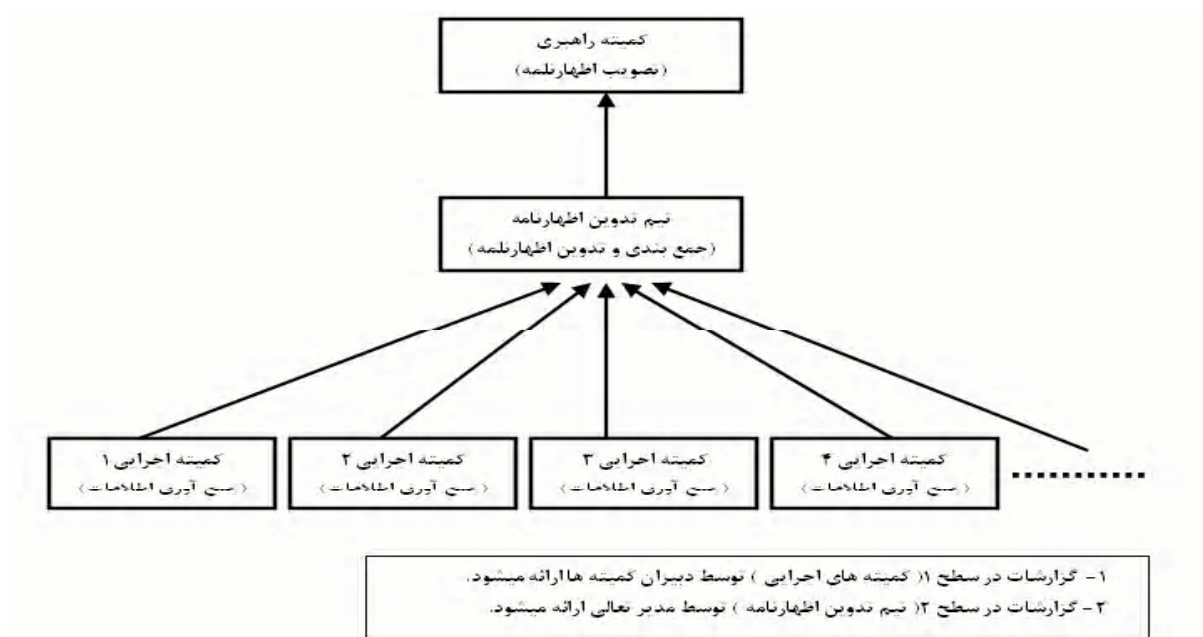 کمیته راهبری
(تصویب اظهارنامه)
تیم تدوین اظهارنامه
(جمع بندی و تدوین اظهارنامه)
کمیته اجرایی ۱
(جمع آوری اطلاعات)
کمیته اجرایی ۲
(جمع آوری اطلاعات)
کمیته اجرایی ۳
(جمع آوری اطلاعات)
کمیته اجرایی ۴
(جمع آوری اطلاعات)
................
۱- گزارشات در سطح ۱( کمیته های اجرایی ) توسط دبیران کمیته ها ارائه میشود.
۲- گزارشات در سطح ۲( تیم تدوین اظهارنامه ) توسط مدیر تعالی ارائه میشود.